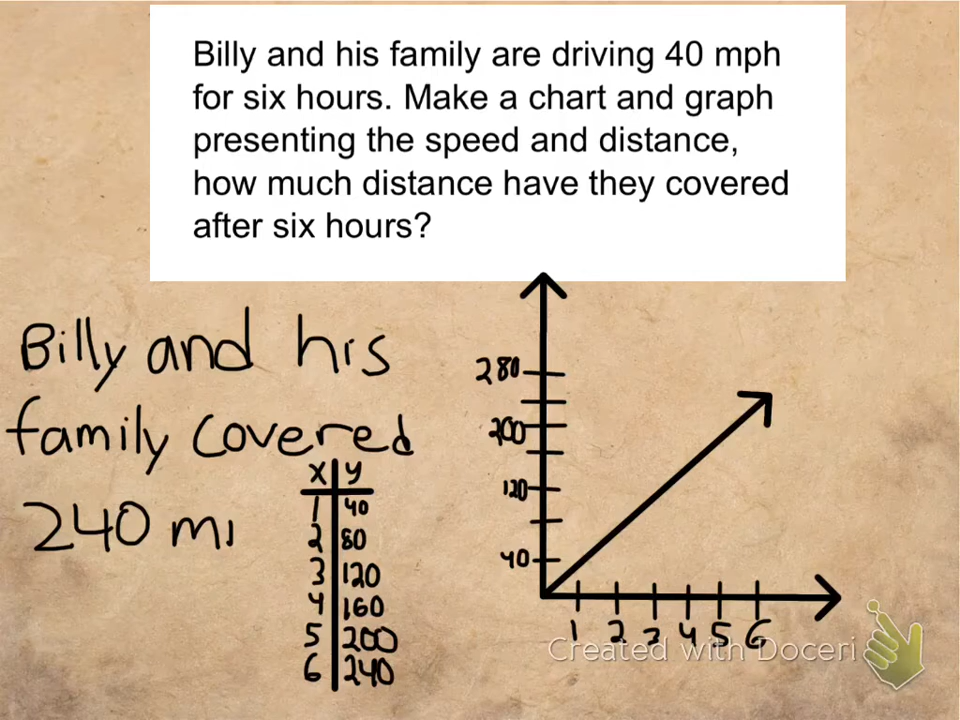 Billy and his family are driving 40 mph
for six hours. Make a chart and graph
presenting the speed and distance,
how much distance have they covered
after six hours?
Billy and his
family covered
240 mi
x y
1 40
2 80
3 120
4 160
5 200
6 240
280
200
120
40
1 2 3 4 5 6
Created with Doceri